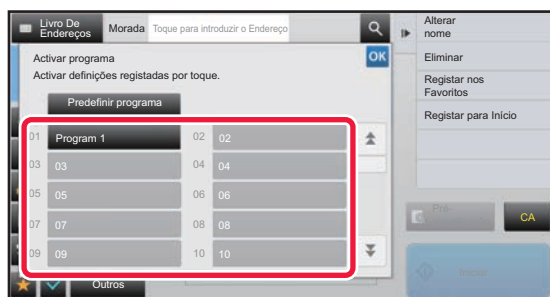 Livro De
Endereços
Morada
Toque para introduzir o Endereço
Alterar
nome
Activar programa
OK
Eliminar
Activar definições registadas por toque.
Registar nos
Favoritos
Predefinir programa
Registar para Início
01 Program 1
02 02
03 03
04 04
05 05
06 06
07 07
08 08
09 09
10 10
Pré-
CA
Iniciar
Outros